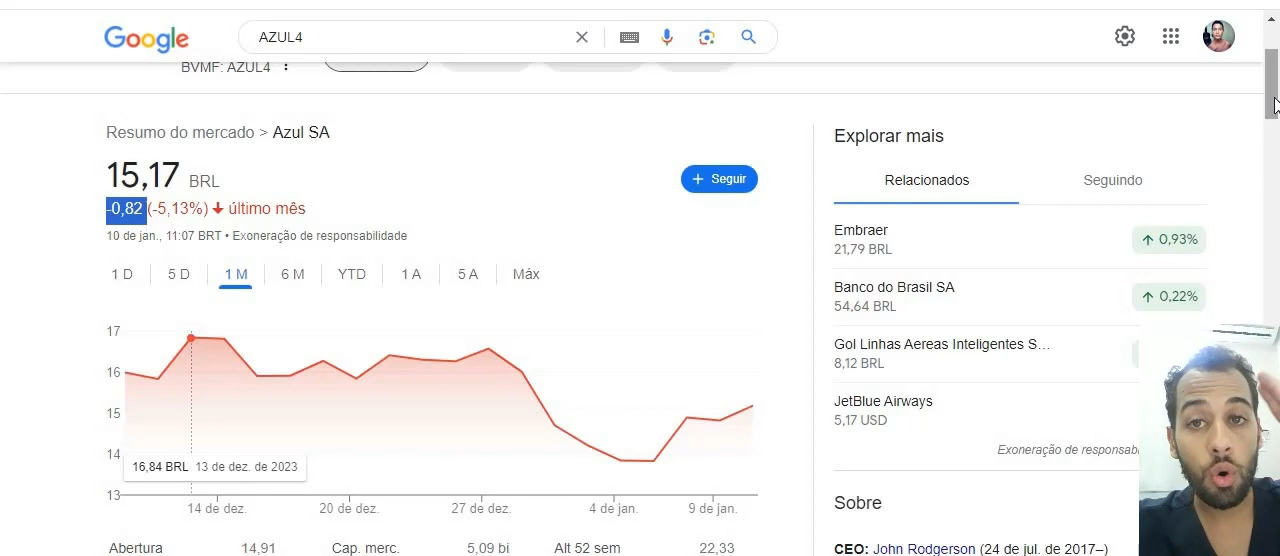 Google
AZUL4
BVMF: AZUL4
Resumo do mercado > Azul SA
15,17 BRL
+ Seguir
-0,82 (-5,13%) último mês
10 de jan., 11:07 BRT • Exoneração de responsabilidade
1 D 5 D 1 M 6 M YTD 1 A 5 A Máx
17
16
15
14
13
16,84 BRL 13 de dez. de 2023
14 de dez. 20 de dez. 27 de dez. 4 de jan. 9 de jan.
Abertura 14,91 Cap. merc. 5,09 bi Alt 52 sem 22,33
Explorar mais
Relacionados Seguindo
Embraer
21,79 BRL
0,93%
Banco do Brasil SA
54,64 BRL
0,22%
Gol Linhas Aereas Inteligentes S...
8,12 BRL
JetBlue Airways
5,17 USD
Exoneração de responsabi
Sobre
CEO: John Rodgerson (24 de jul. de 2017–)